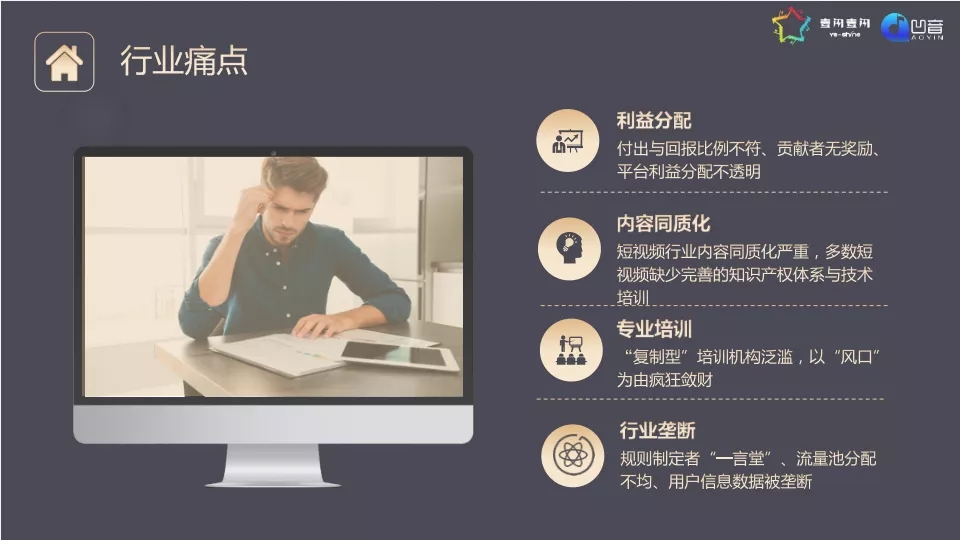 行业痛点
壹闪壹闪
ye-shine
凹音
AOYIN
利益分配
付出与回报比例不符、贡献者无奖励、
平台利益分配不透明
内容同质化
短视频行业内容同质化严重，多数短
视频缺少完善的知识产权体系与技术
培训
专业培训
“复制型”培训机构泛滥，以“风口”
为由疯狂敛财
行业垄断
规则制定者“一言堂”、流量池分配
不均、用户信息数据被垄断